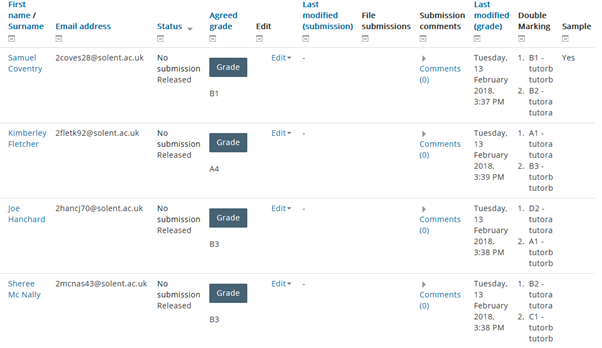 First name / Surname
Email address
Status
Agreed grade
Edit
Last modified (submission)
File submissions
Submission comments
Last modified (grade)
Double Marking
Sample
Samuel Coventry
2coves28@solent.ac.uk
No submission
Released
Grade
B1
Edit
-
Comments (0)
Tuesday, 13 February 2018, 3:37 PM
1. B1 - tutorb
2. B2 - tutora tutora
Yes
Kimberley Fletcher
2fletk92@solent.ac.uk
No submission
Released
Grade
A4
Edit
-
Comments (0)
Tuesday, 13 February 2018, 3:39 PM
1. A1 - tutorb
2. B3 - tutorb tutorb
Joe Hanchard
2hancj70@solent.ac.uk
No submission
Released
Grade
B3
Edit
-
Comments (0)
Tuesday, 13 February 2018, 3:38 PM
1. D2 - tutora tutora
2. A1 - tutorb tutorb
Sheree Mc Nally
2mcnas43@solent.ac.uk
No submission
Released
Grade
B3
Edit
-
Comments (0)
Tuesday, 13 February 2018, 3:38 PM
1. B2 - tutora tutora
2. C1 - tutorb tutorb